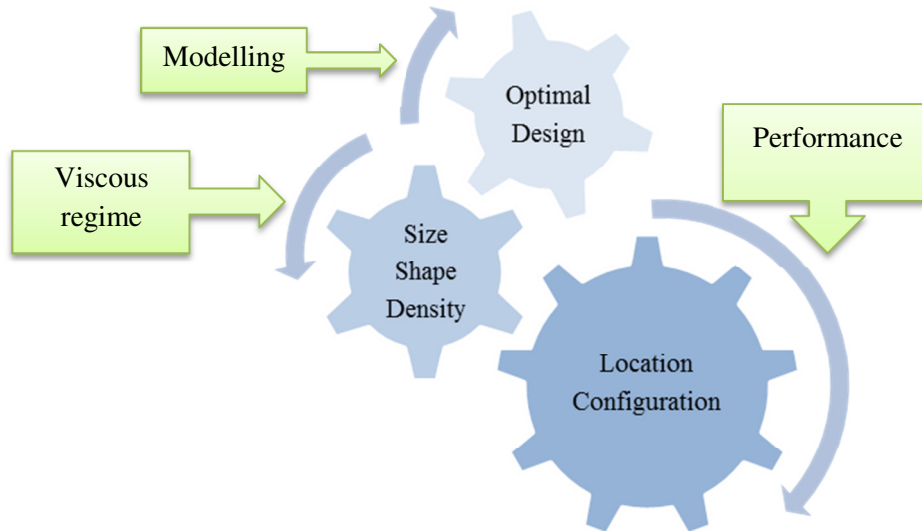 Modelling
Optimal
Design
Performance
Viscous
regime
Size
Shape
Density
Location
Configuration